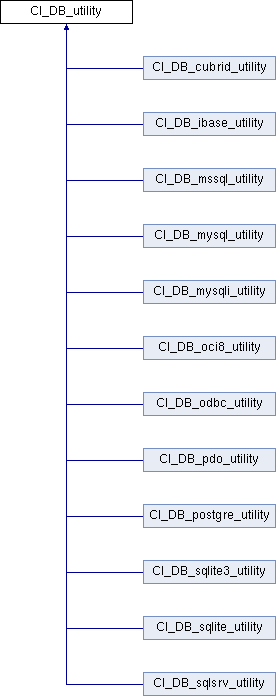 CI_DB_utility
CI_DB_cubrid_utility
CI_DB_ibase_utility
CI_DB_mssql_utility
CI_DB_mysql_utility
CI_DB_mysqli_utility
CI_DB_oci8_utility
CI_DB_odbc_utility
CI_DB_pdo_utility
CI_DB_postgre_utility
CI_DB_sqlite3_utility
CI_DB_sqlite_utility
CI_DB_sqlsrv_utility